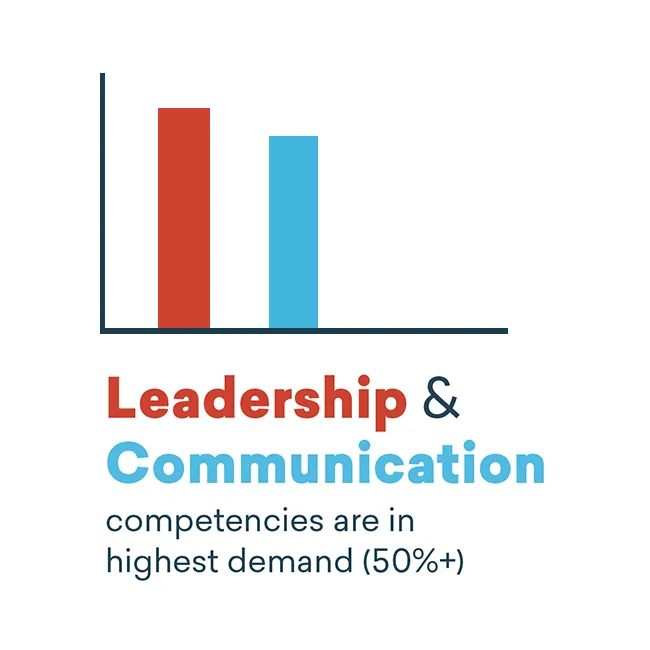 Leadership &
Communication
competencies are in
highest demand (50%+)